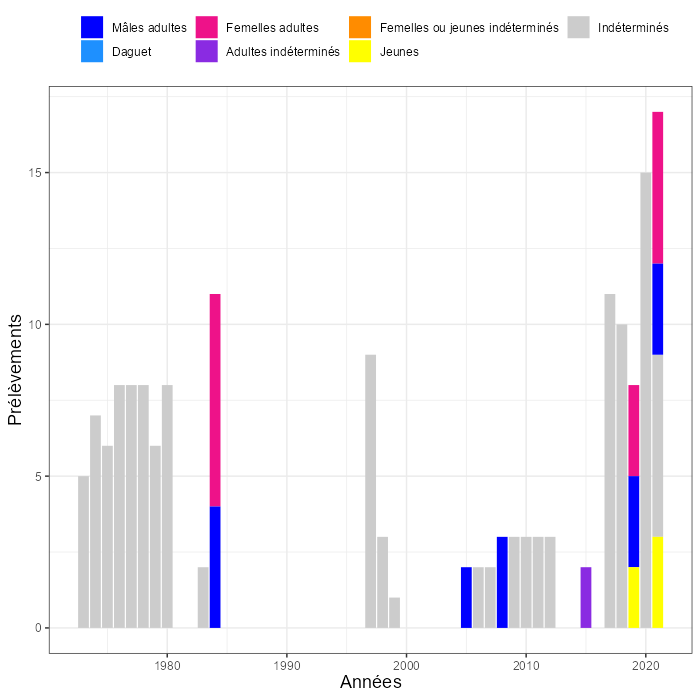 Mâles adultes Femelles adultes Femelles ou jeunes indéterminés Indéterminés
Daguet Adultes indéterminés Jeunes
15
10
5
0
Prélèvements
1980 1990 2000 2010 2020
Années